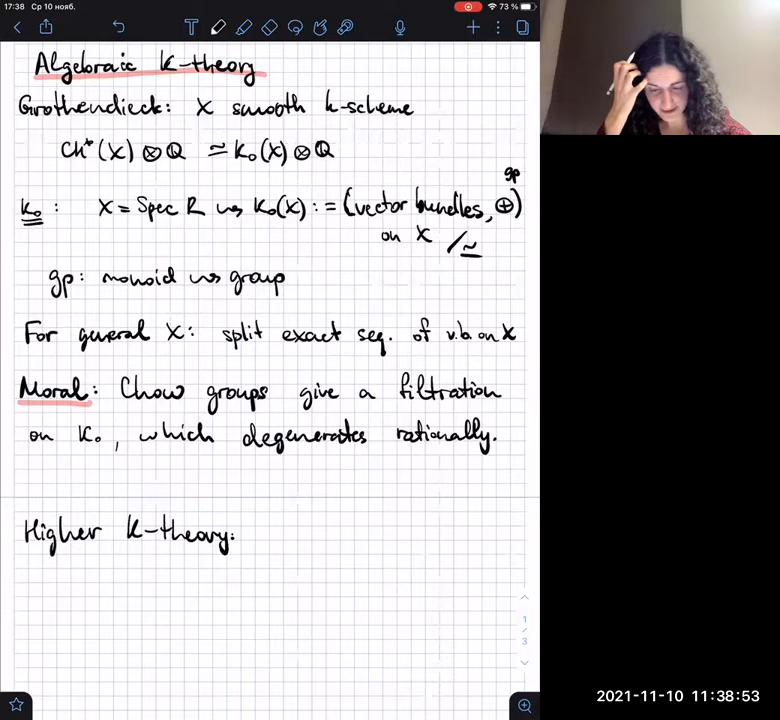 17:38 Ср 10 нояб.
73 %
Algebraic K-theory
Grothendieck: X smooth k-scheme
Ch*(X) ⊗ Q ≃ K₀(X) ⊗ Q
K₀ : X = Spec R ⇝ K₀(X) := (vector bundles, ⊕)^gp
on X /≃
gp: monoid ⇝ group
For general X: split exact seq. of v.b. on X
Moral: Chow groups give a filtration
on K₀, which degenerates rationally.
Higher K-theory:
1
/
3
2021-11-10 11:38:53